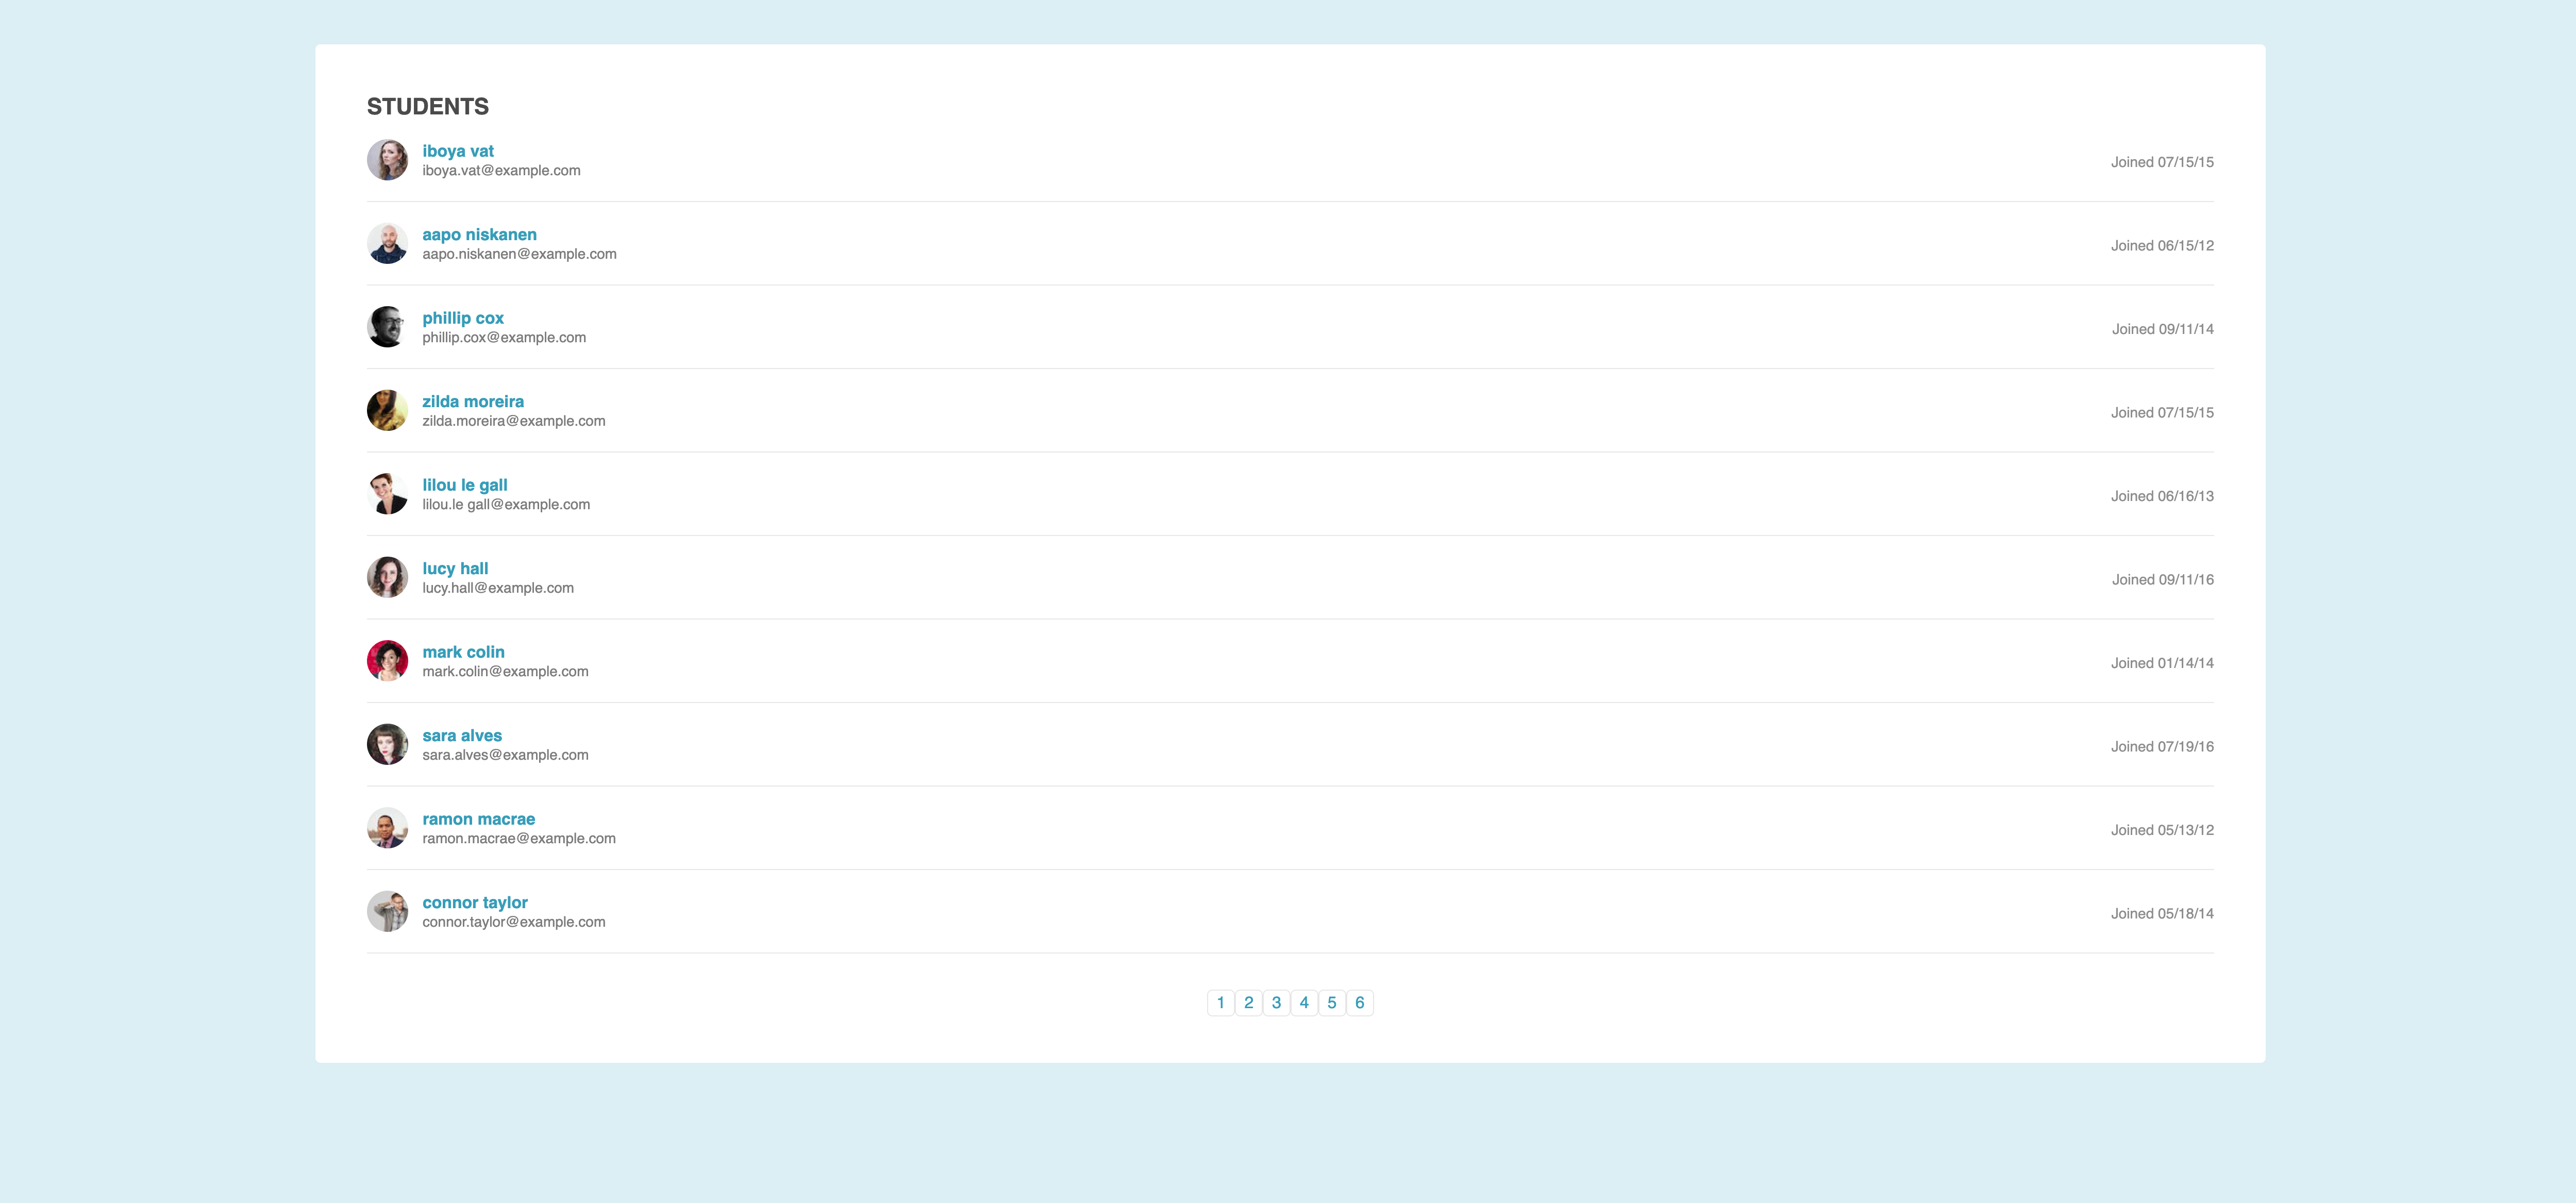 STUDENTS
iboya vat
iboya.vat@example.com
Joined 07/15/15
aapo niskanen
aapo.niskanen@example.com
Joined 06/15/12
phillip cox
phillip.cox@example.com
Joined 09/11/14
zilda moreira
zilda.moreira@example.com
Joined 07/15/15
lilou le gall
lilou.le gall@example.com
Joined 06/16/13
lucy hall
lucy.hall@example.com
Joined 09/11/16
mark colin
mark.colin@example.com
Joined 01/14/14
sara alves
sara.alves@example.com
Joined 07/19/16
ramon macrae
ramon.macrae@example.com
Joined 05/13/12
connor taylor
connor.taylor@example.com
Joined 05/18/14
1 2 3 4 5 6